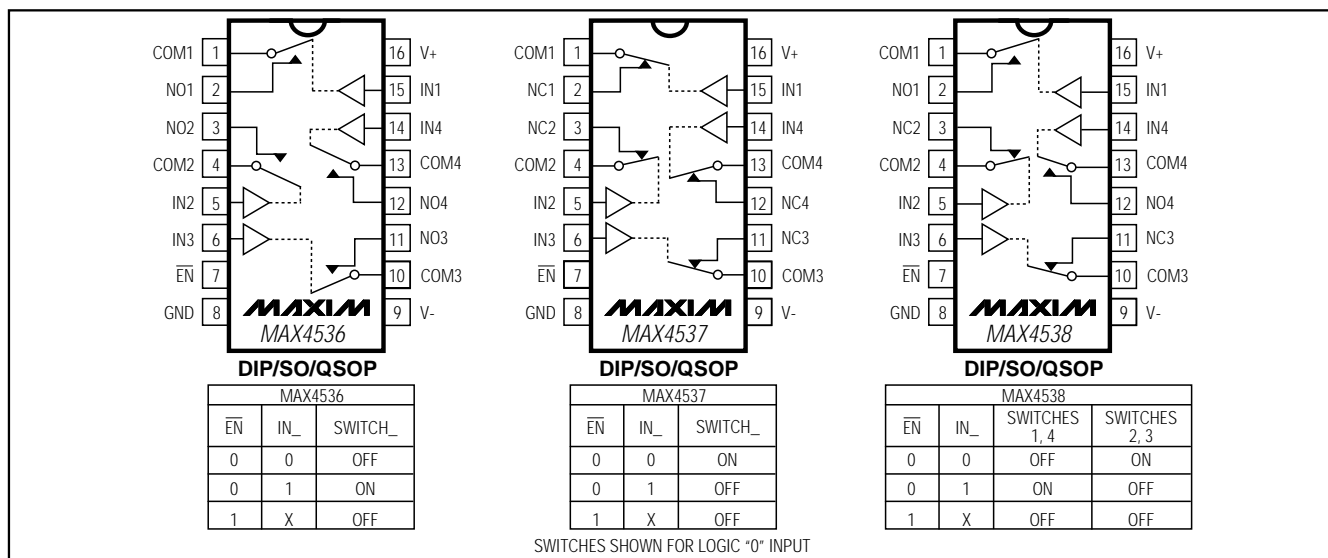 COM1 1 16 V+
NO1 2 15 IN1
NO2 3 14 IN4
COM2 4 13 COM4
IN2 5 12 NO4
IN3 6 11 NO3
EN 7 10 COM3
GND 8 9 V-
MAXIM
MAX4536
DIP/SO/QSOP
MAX4536
EN IN_ SWITCH_
0 0 OFF
0 1 ON
1 X OFF
COM1 1 16 V+
NC1 2 15 IN1
NC2 3 14 IN4
COM2 4 13 COM4
IN2 5 12 NC4
IN3 6 11 NC3
EN 7 10 COM3
GND 8 9 V-
MAXIM
MAX4537
DIP/SO/QSOP
MAX4537
EN IN_ SWITCH_
0 0 ON
0 1 OFF
1 X OFF
COM1 1 16 V+
NO1 2 15 IN1
NC2 3 14 IN4
COM2 4 13 COM4
IN2 5 12 NO4
IN3 6 11 NC3
EN 7 10 COM3
GND 8 9 V-
MAXIM
MAX4538
DIP/SO/QSOP
MAX4538
EN IN_ SWITCHES 1, 4 SWITCHES 2, 3
0 0 OFF ON
0 1 ON OFF
1 X OFF OFF
SWITCHES SHOWN FOR LOGIC “0” INPUT